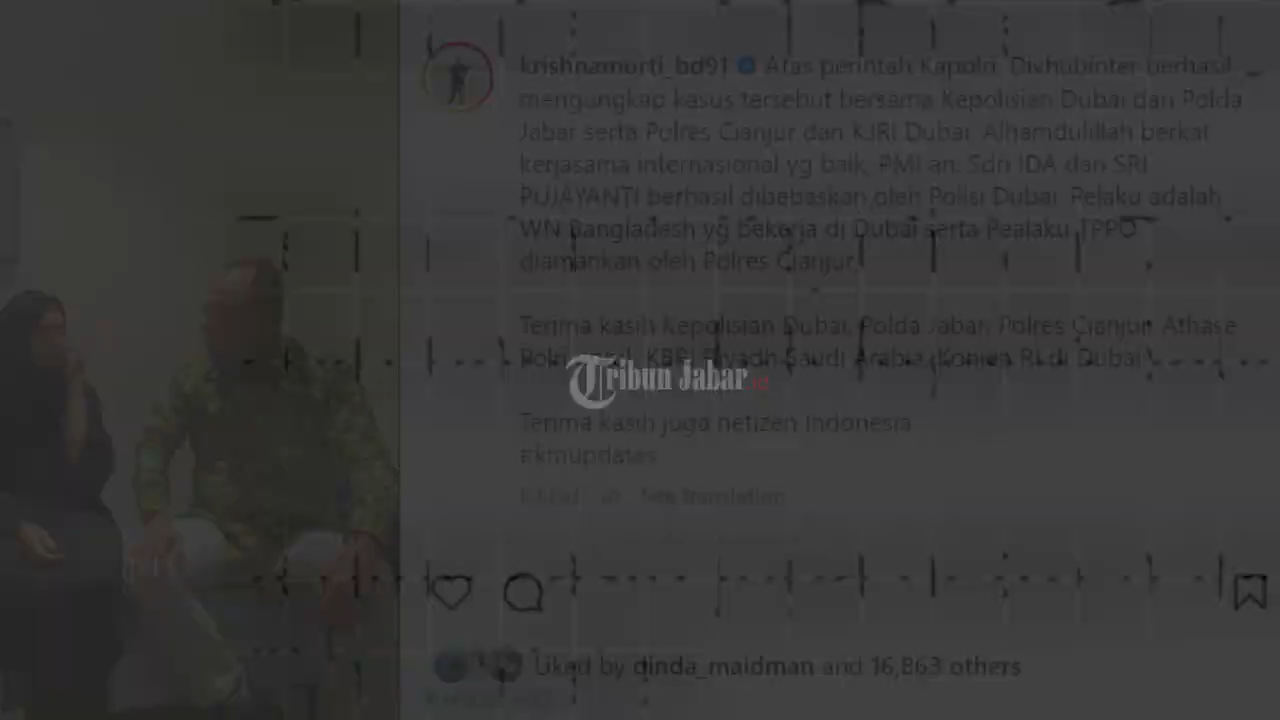 krishnamurti_bd91 Atas perintah Kapolri, Divhubinter berhasil
mengungkap kasus tersebut bersama Kepolisian Dubai dan Polda
Jabar serta Polres Cianjur dan KJRI Dubai. Alhamdulillah berkat
kerjasama internasional yg baik, PMI an. Sdri IDA dan SRI
PUJAYANTI berhasil dibebaskan oleh Polisi Dubai. Pelaku adalah
WN Bangladesh yg bekerja di Dubai serta Pealaku TPPO
diamankan oleh Polres Cianjur.
Terima kasih Kepolisian Dubai, Polda Jabar, Polres Cianjur, Athase
KBRI Riyadh Saudi Arabia, Konjen RI di Dubai
Tribun Jabar.id
Terima kasih juga netizen Indonesia
#kmupdates
See translation
Liked by dinda_maidman and 16,863 others